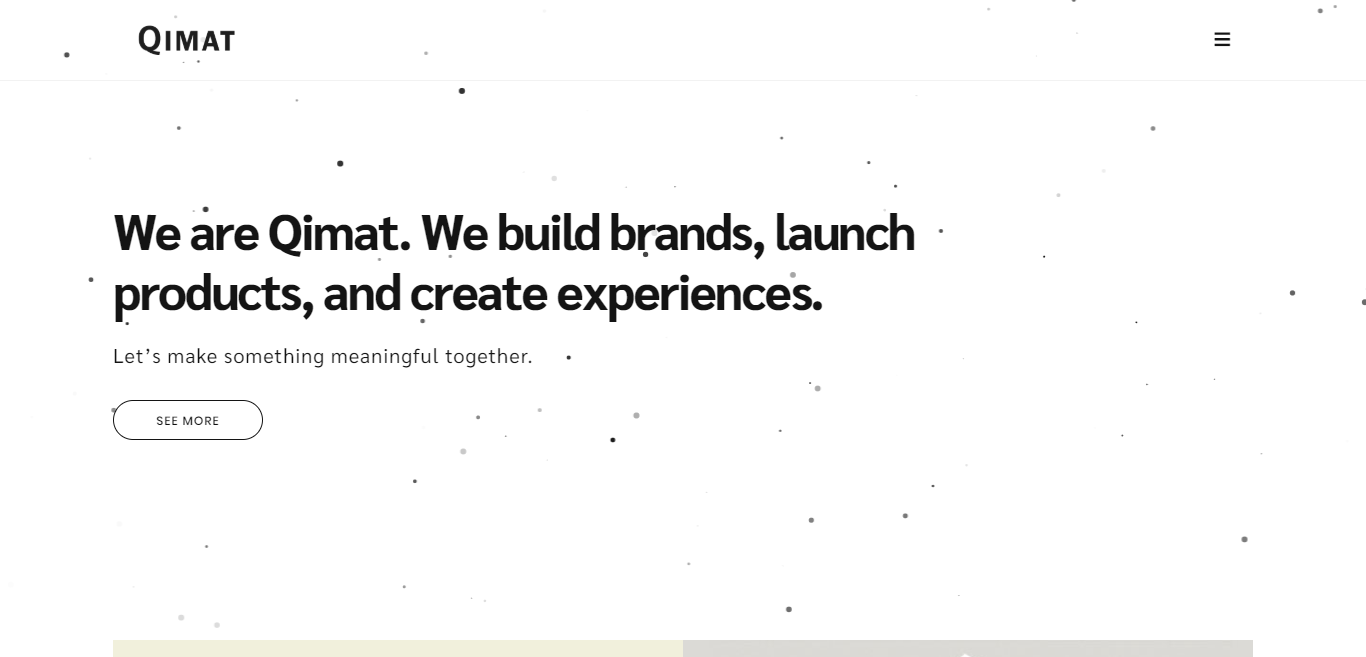 QIMAT
We are Qimat. We build brands, launch
products, and create experiences.
Let’s make something meaningful together.
SEE MORE